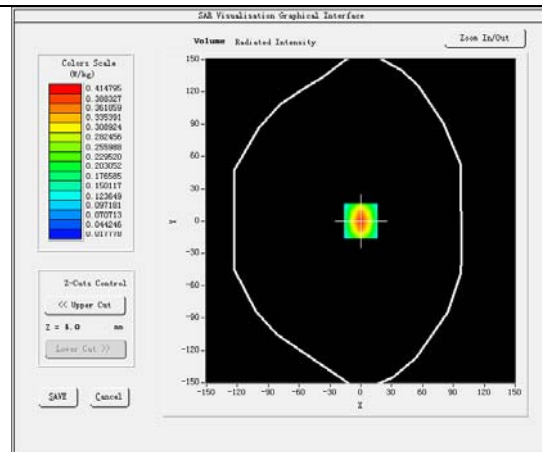 SAR Visualisation Graphical Interface
Volume Radiated Intensity
Zoom In/Out
Colors Scale
(W/kg)
0.414795
0.388327
0.361859
0.335391
0.308924
0.282456
0.255988
0.229520
0.203052
0.176585
0.150117
0.123649
0.097181
0.070713
0.044246
0.017778
Z-Cuts Control
<< Upper Cut
Z = 4.0 mm
Lower Cut >>
SAVE
Cancel
150
120
90
60
30
0
-30
-60
-90
-120
-150
Y
-150 -120 -90 -60 -30 0 30 60 90 120 150
X